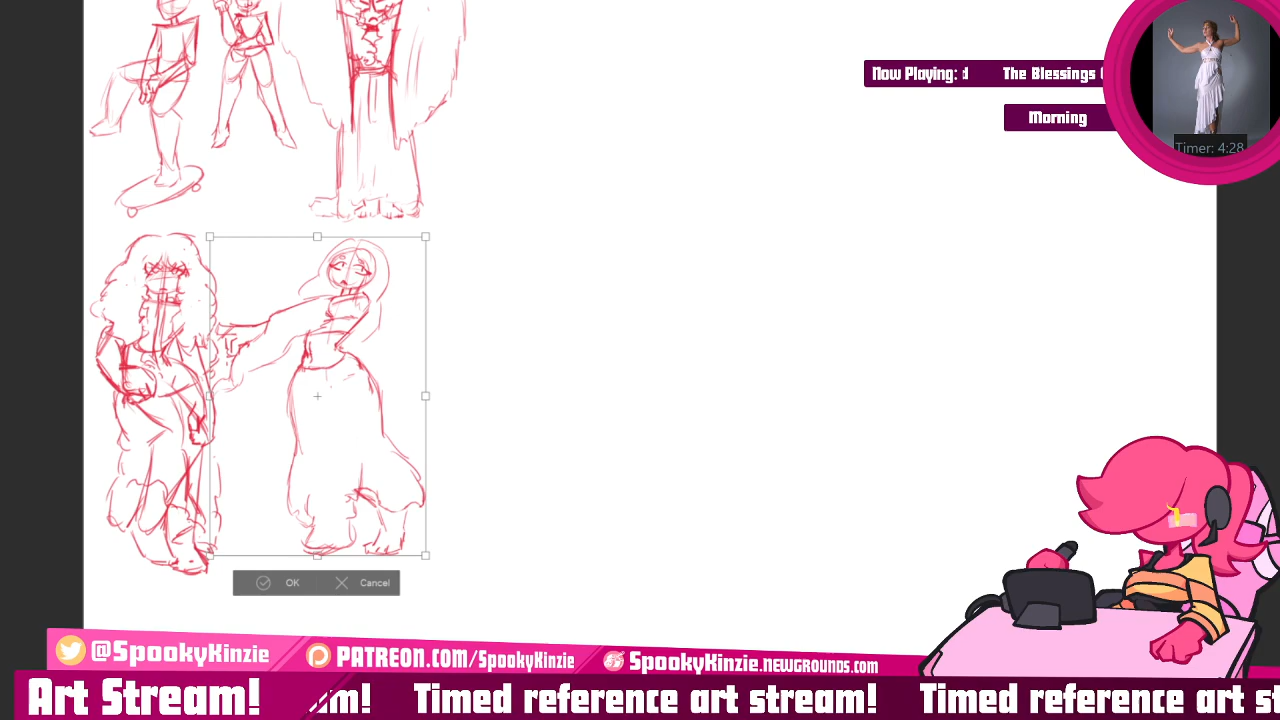 Now Playing: d The Blessings
Morning
Timer: 4:28
OK Cancel
@SpookyKinzie PATREON.COM/SpookyKinzie SpookyKinzie.NEWGROUNDS.com
Art Stream! m! Timed reference art stream! Timed reference art st